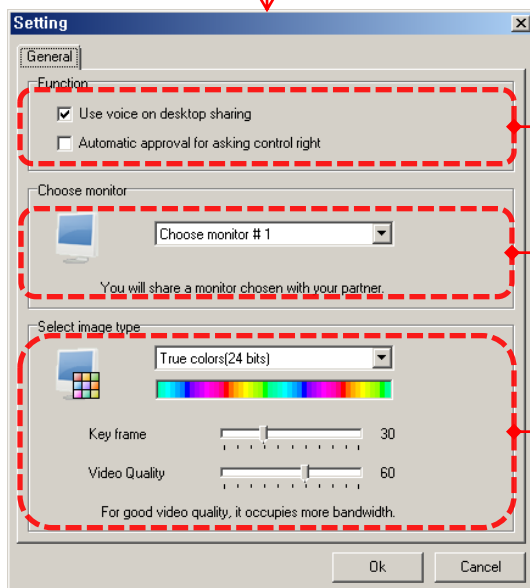 Setting
General
Function
Use voice on desktop sharing
Automatic approval for asking control right
Choose monitor
Choose monitor # 1
You will share a monitor chosen with your partner.
Select image type
True colors(24 bits)
Key frame 30
Video Quality 60
For good video quality, it occupies more bandwidth.
Ok Cancel